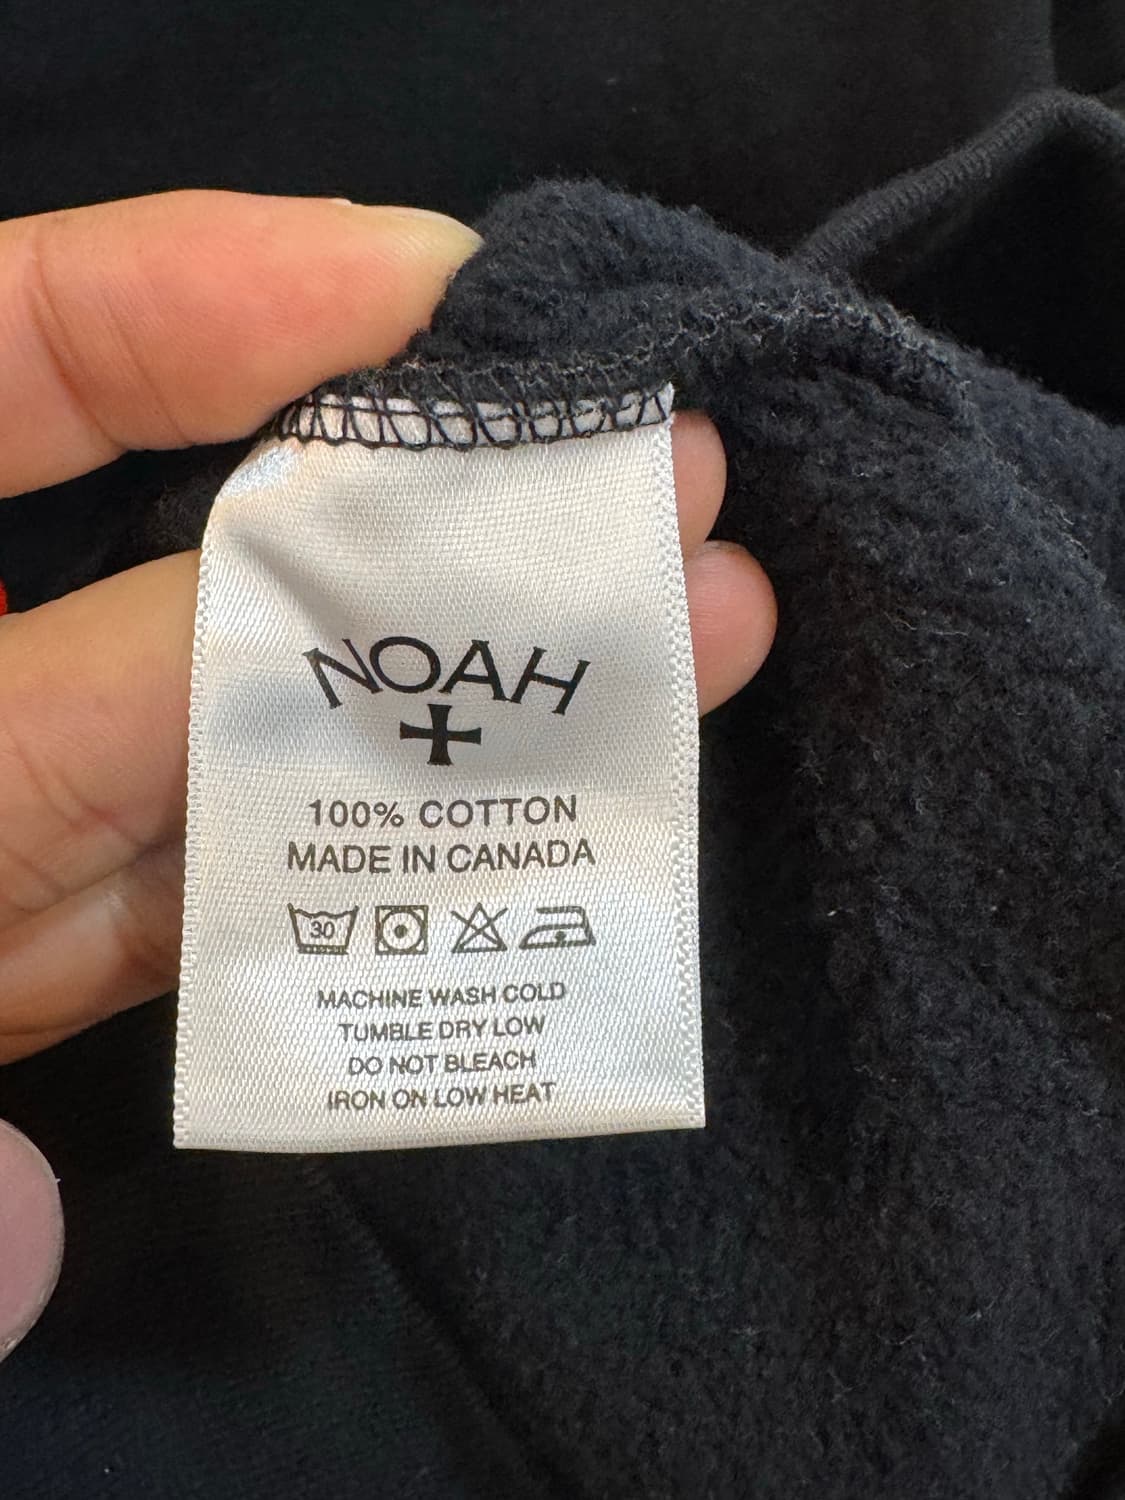 NOAH
100% COTTON
MADE IN CANADA
30
MACHINE WASH COLD
TUMBLE DRY LOW
DO NOT BLEACH
IRON ON LOW HEAT